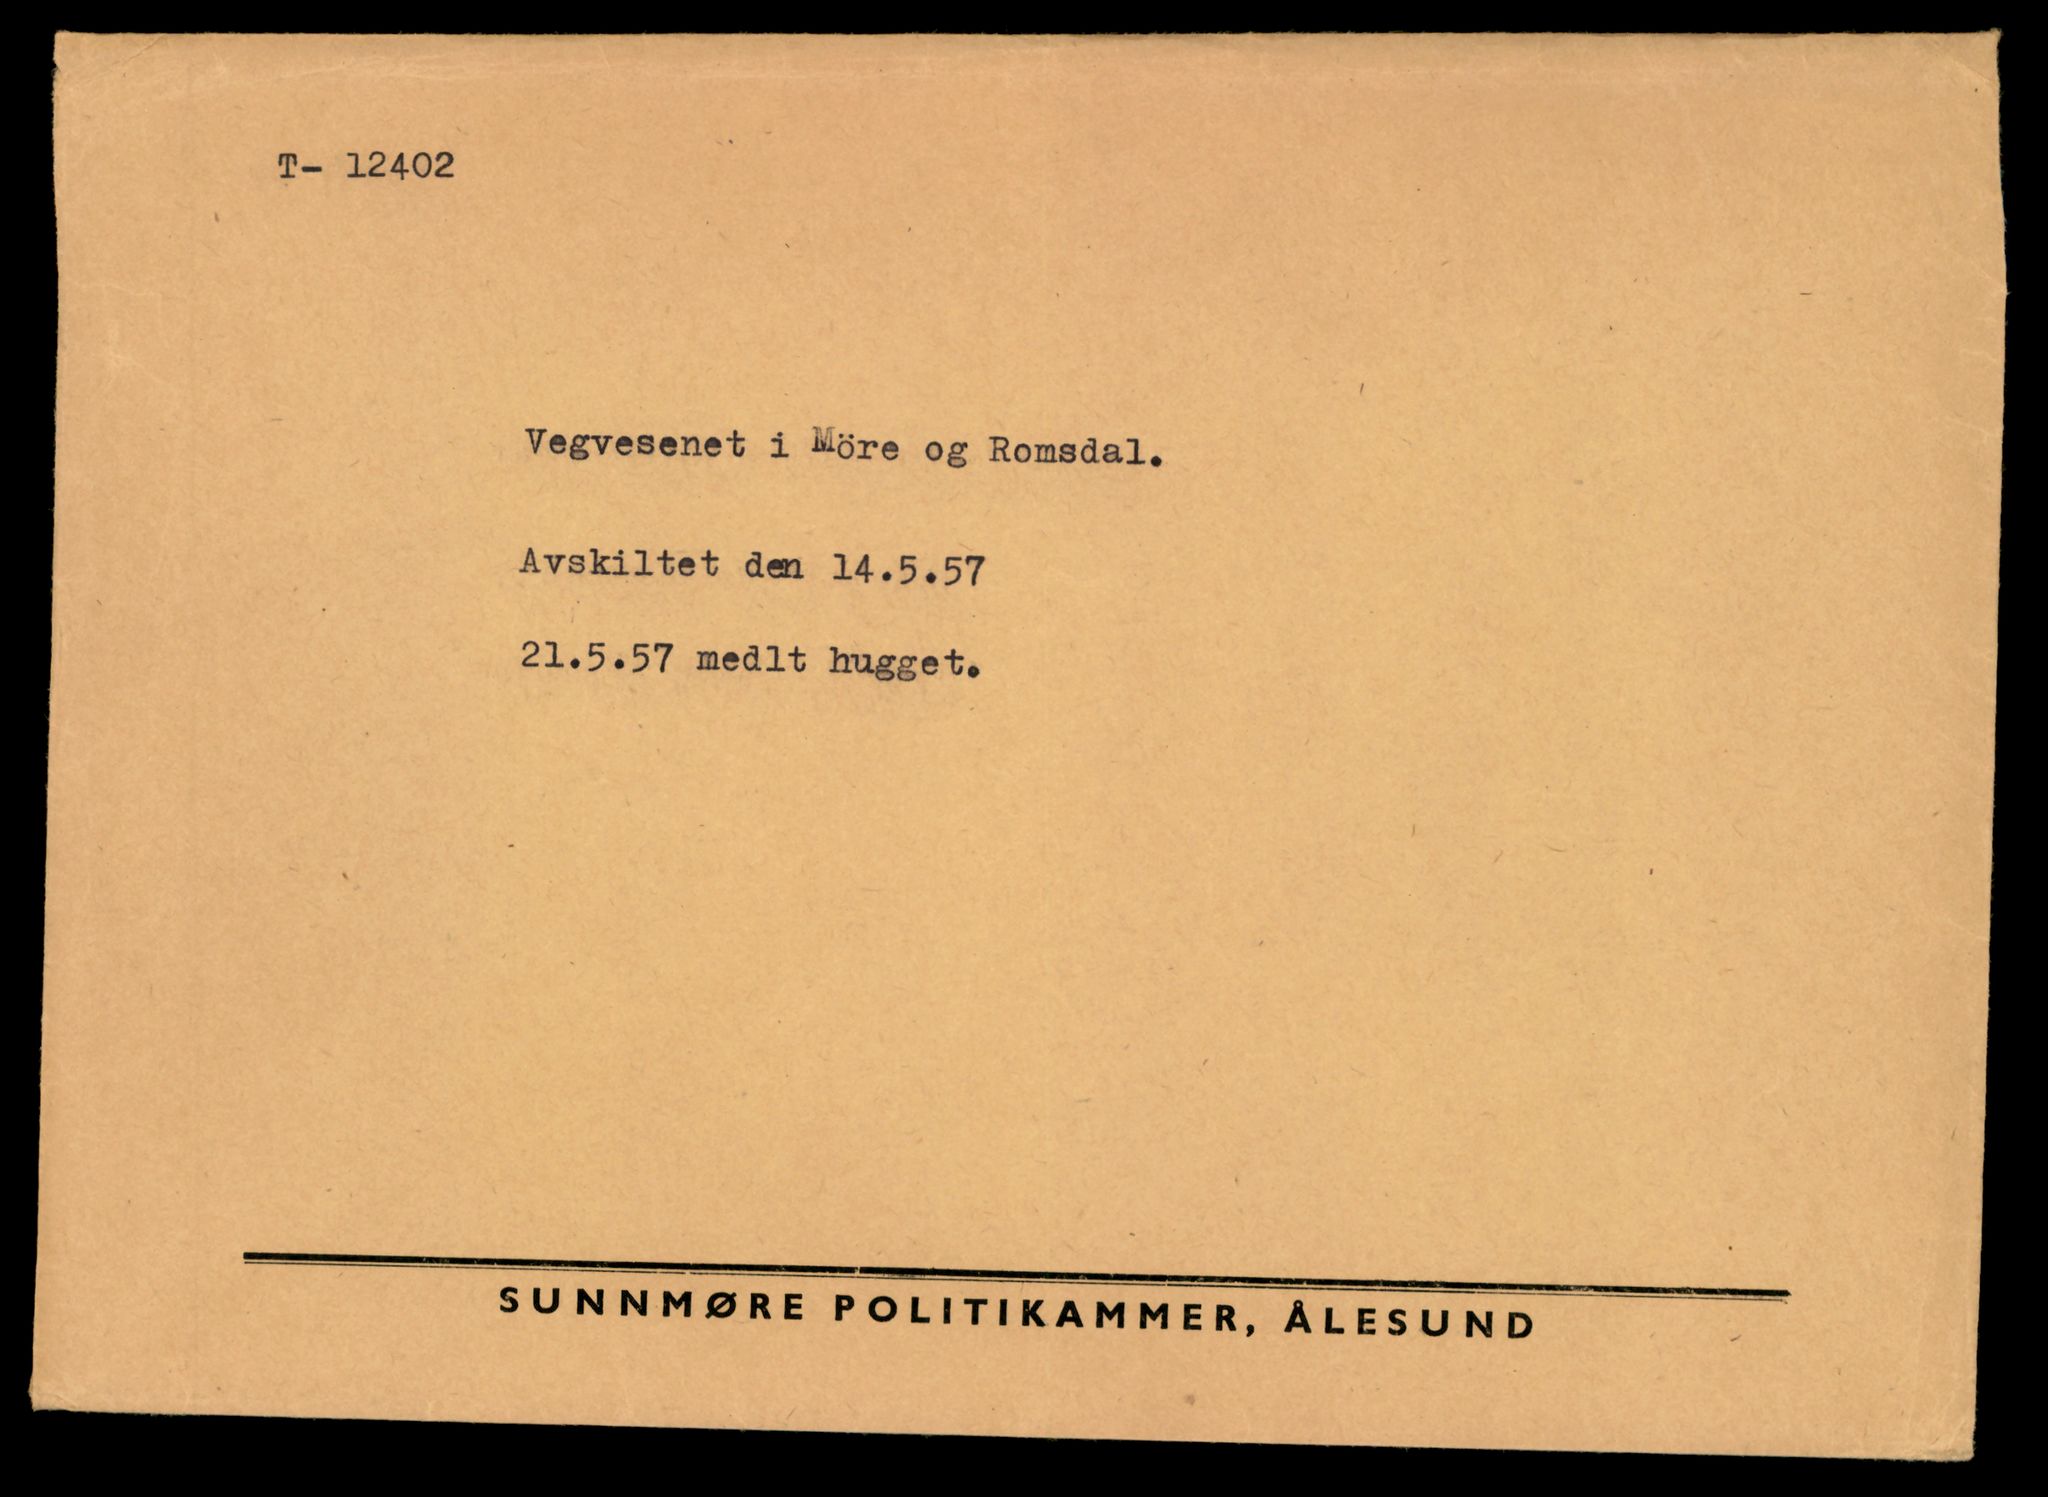 T- 12402
Vegvesenet i Möre og Romsdal.
Avskiltet den 14.5.57
21.5.57 medlt hugget.
SUNNMØRE POLITIKAMMER, ÅLESUND